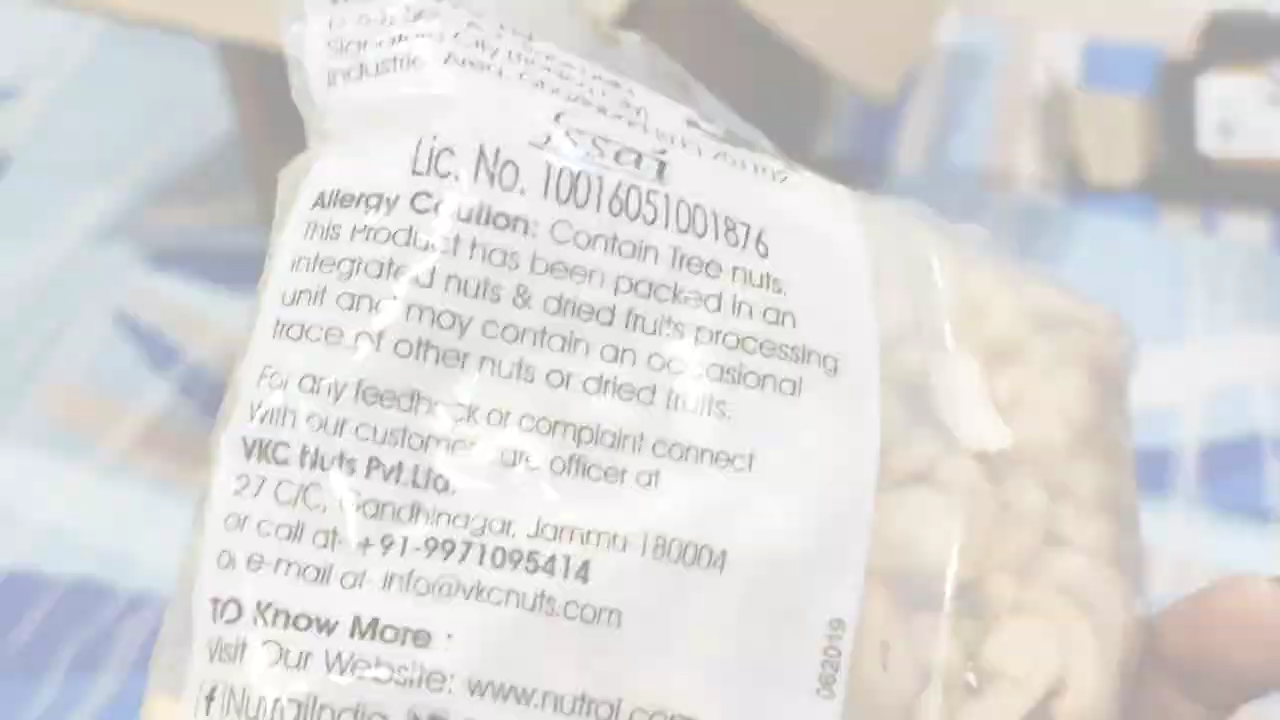 fssai
Lic. No. 10016051001876
Allergy Caution: Contain Tree nuts.
This Product has been packed in an
integrated nuts & dried fruits processing
unit and may contain an occasional
trace of other nuts or dried fruits.
For any feedback or complaint connect
With our customer care officer at
VKC Nuts Pvt.Ltd.
27 C/C, Gandhinagar, Jammu-180004
or call at- +91-9971095414
or e-mail at- info@vkcnuts.com
TO Know More :
Visit Our Website: www.nutraj.com
062019